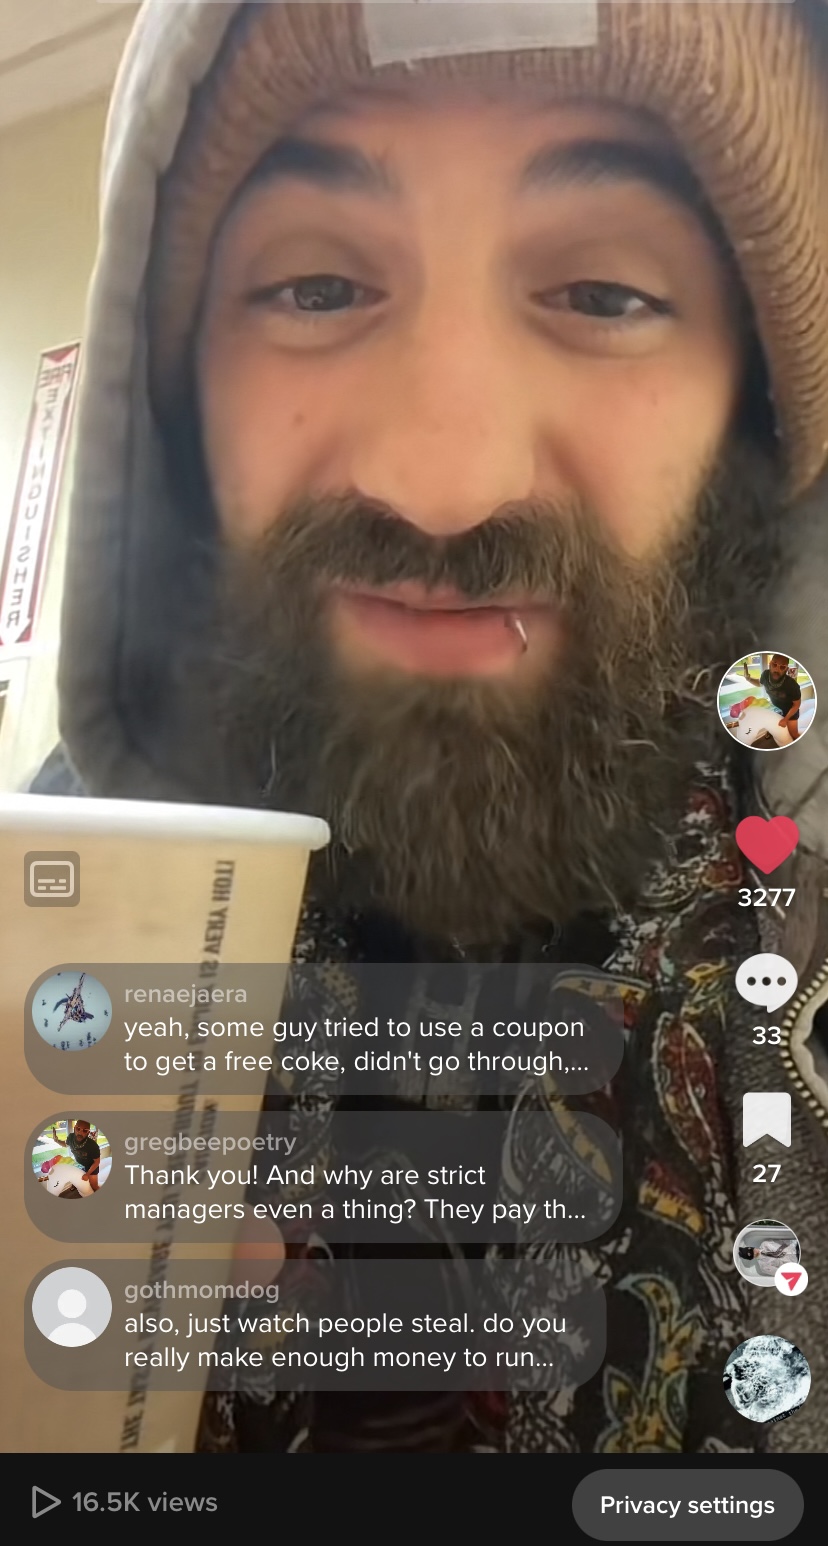 FIRE EXTINGUISHER
3277
renaejaera
yeah, some guy tried to use a coupon
to get a free coke, didn't go through,...
33
gregbeepoetry
Thank you! And why are strict
managers even a thing? They pay th...
27
gothmomdog
also, just watch people steal. do you
really make enough money to run...
16.5K views
Privacy settings